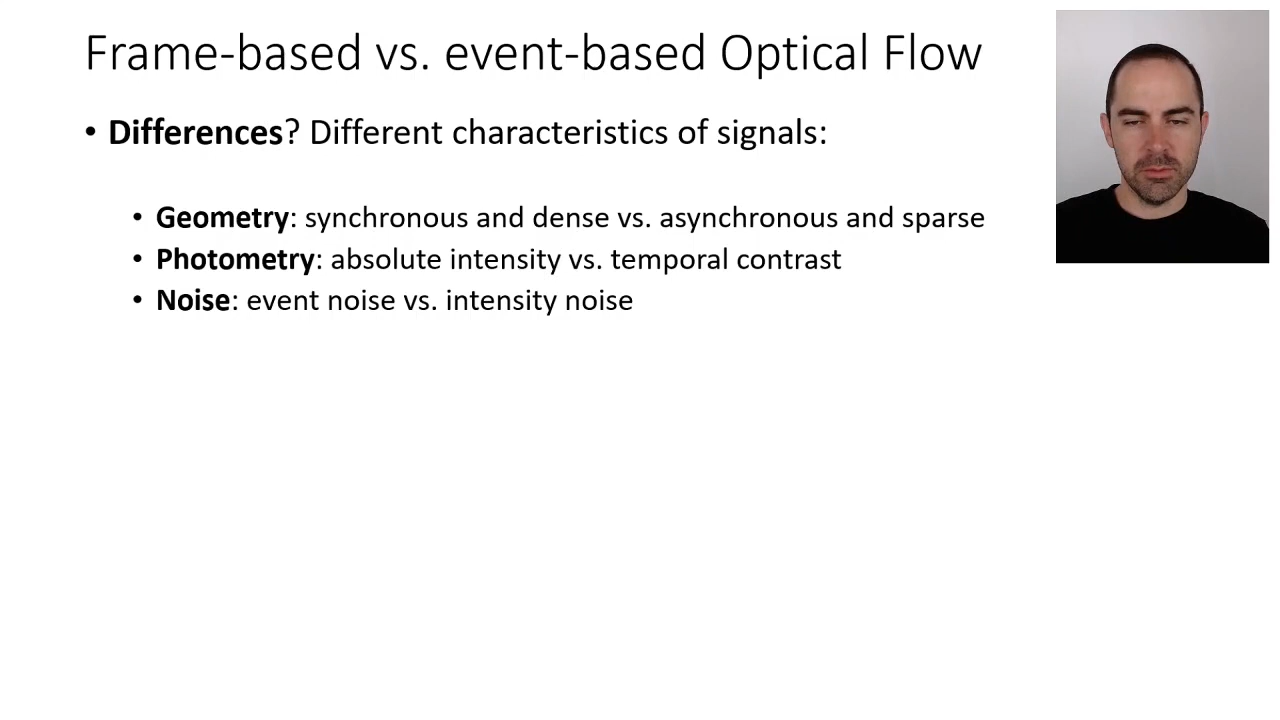 Frame-based vs. event-based Optical Flow
• Differences? Different characteristics of signals:
• Geometry: synchronous and dense vs. asynchronous and sparse
• Photometry: absolute intensity vs. temporal contrast
• Noise: event noise vs. intensity noise